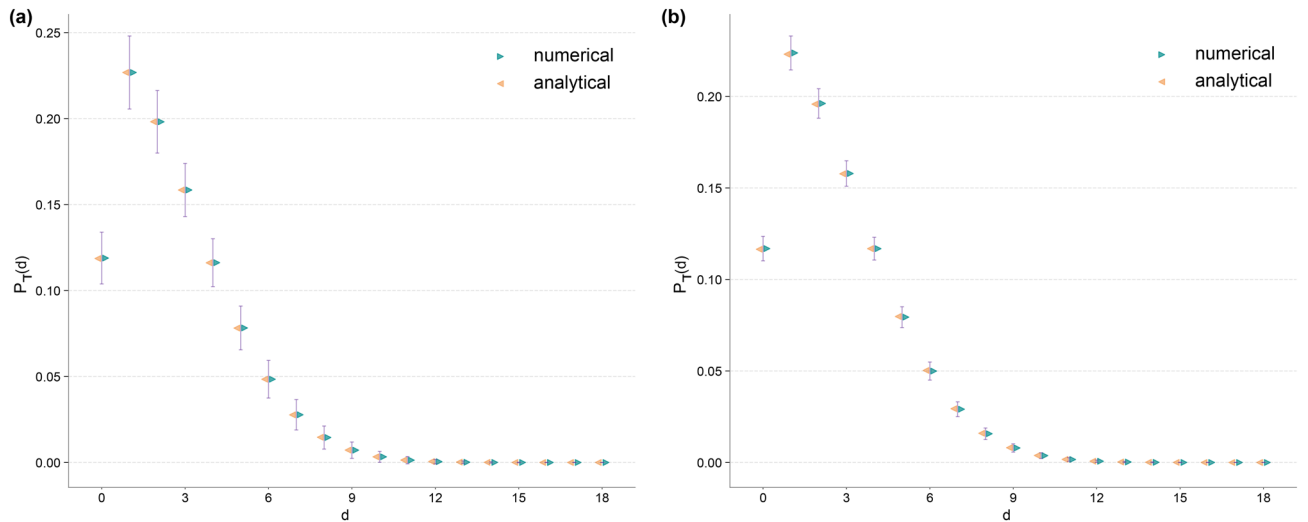 (a)
0.25
0.20
0.15
0.10
0.05
0.00
P_T(d)
numerical
analytical
0 3 6 9 12 15 18
d
(b)
0.20
0.15
0.10
0.05
0.00
P_T(d)
numerical
analytical
0 3 6 9 12 15 18
d